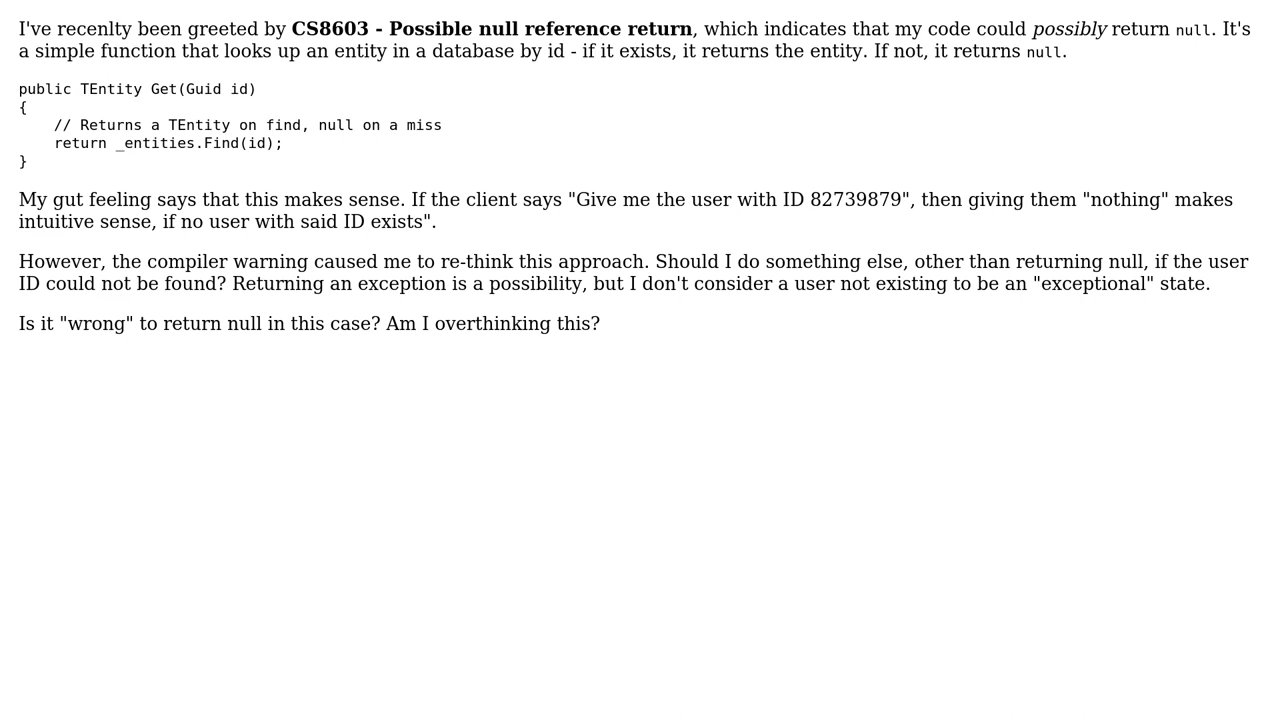 I've recenlty been greeted by CS8603 - Possible null reference return, which indicates that my code could possibly return null. It's
a simple function that looks up an entity in a database by id - if it exists, it returns the entity. If not, it returns null.
public TEntity Get(Guid id)
{
    // Returns a TEntity on find, null on a miss
    return _entities.Find(id);
}
My gut feeling says that this makes sense. If the client says "Give me the user with ID 82739879", then giving them "nothing" makes
intuitive sense, if no user with said ID exists".
However, the compiler warning caused me to re-think this approach. Should I do something else, other than returning null, if the user
ID could not be found? Returning an exception is a possibility, but I don't consider a user not existing to be an "exceptional" state.
Is it "wrong" to return null in this case? Am I overthinking this?